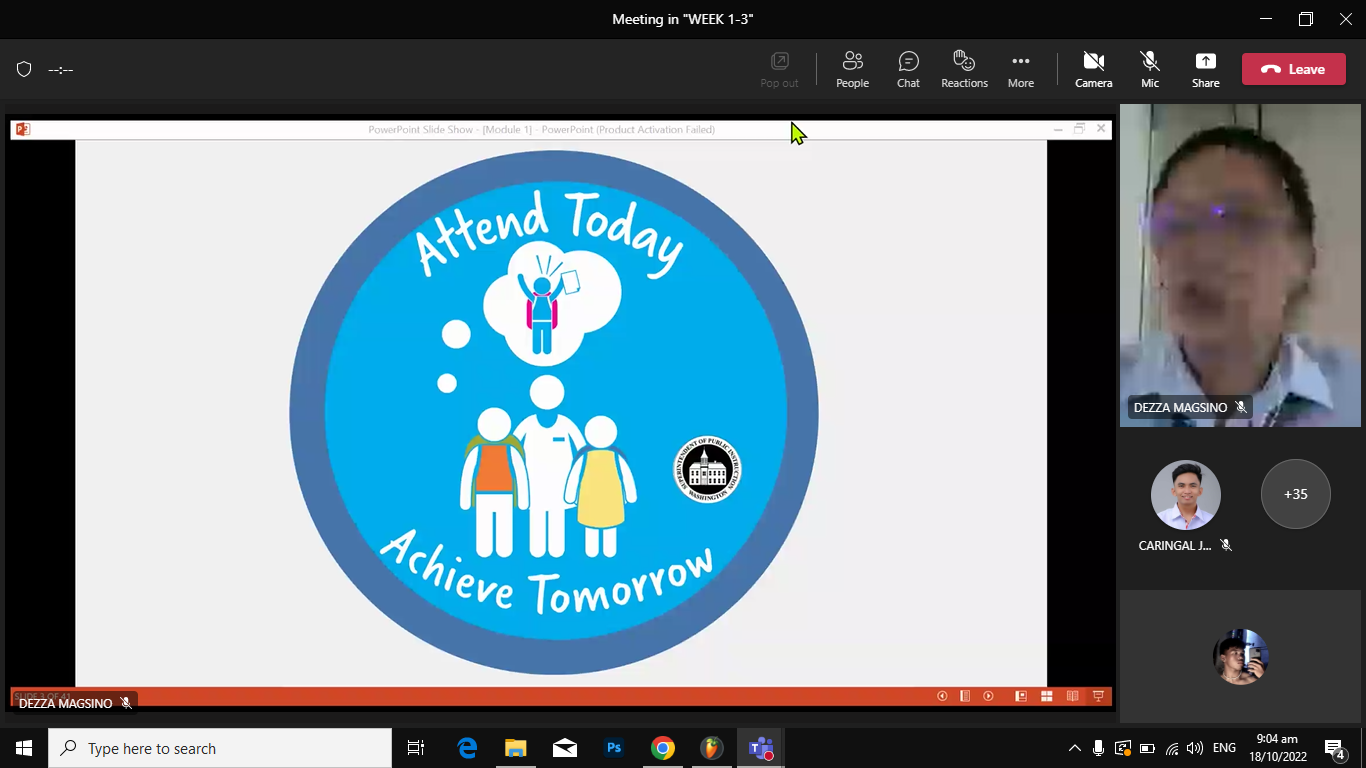 Meeting in "WEEK 1-3"
--:--
Pop out
People
Chat
Reactions
More
Camera
Mic
Share
Leave
PowerPoint Slide Show - [Module 1] - PowerPoint (Product Activation Failed)
Attend Today
SUPERINTENDENT OF PUBLIC INSTRUCTION
WASHINGTON
Achieve Tomorrow
SLIDE 3 OF 41
DEZZA MAGSINO
DEZZA MAGSINO
CARINGAL J...
+35
Type here to search
Ps
ENG
9:04 am
18/10/2022
4